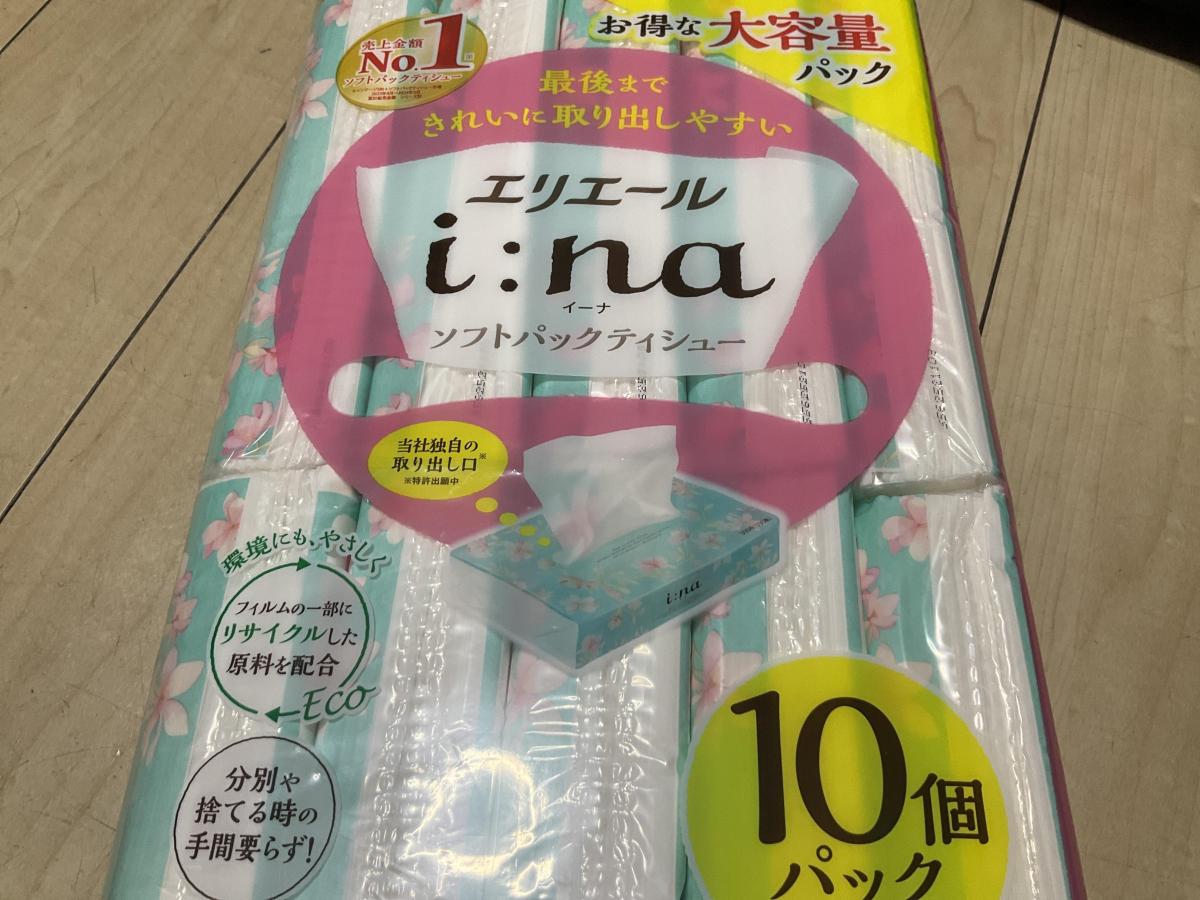 売上金額
No.1※
ソフトパックティシュー
お得な大容量
パック
最後まで
きれいに取り出しやすい
エリエール
i:na
イーナ
ソフトパックティシュー
当社独自の
取り出し口※
※特許出願中
i:na
環境にも、やさしく
フィルムの一部に
リサイクルした
原料を配合
ECO
分別や
捨てる時の
手間要らず!
10個
パック